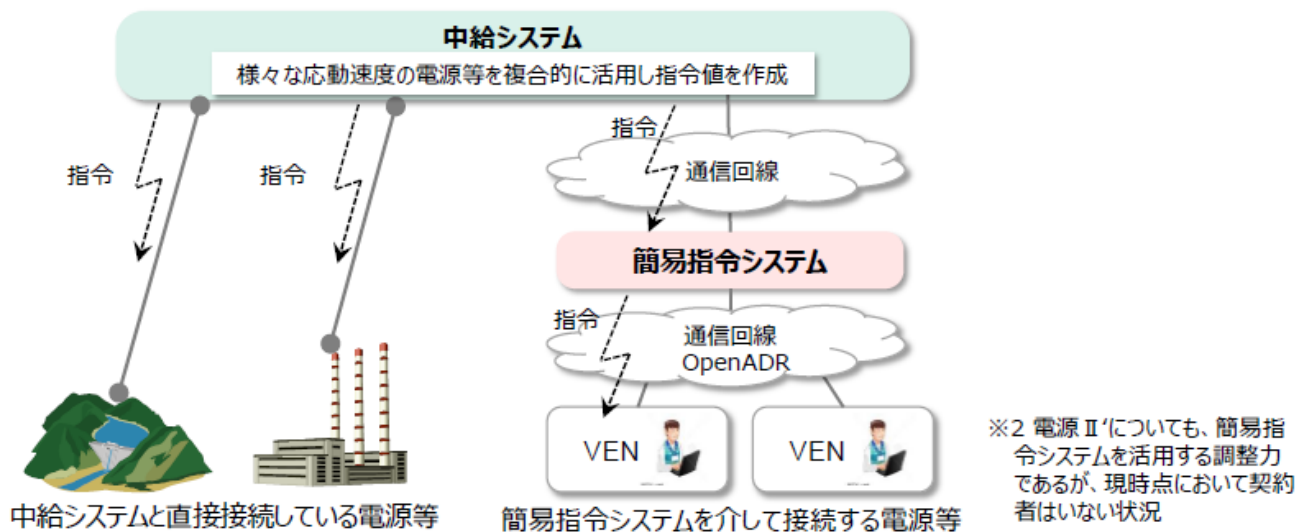 中給システム
様々な応動速度の電源等を複合的に活用し指令値を作成
指令
指令
指令
通信回線
簡易指令システム
指令
通信回線
OpenADR
VEN
VEN
中給システムと直接接続している電源等
簡易指令システムを介して接続する電源等
※2 電源Ⅱ‘についても、簡易指
令システムを活用する調整力
であるが、現時点において契約
者はいない状況